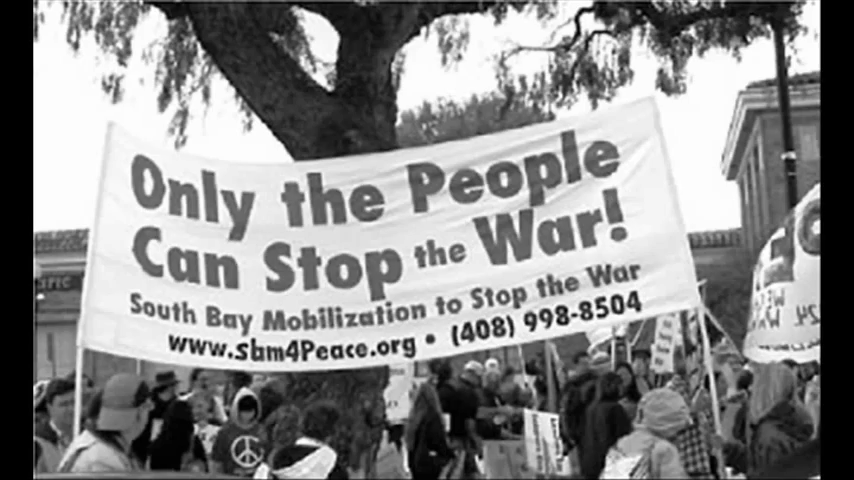 Only the People
Can Stop the War!
South Bay Mobilization to Stop the War
www.sbm4Peace.org • (408) 998-8504